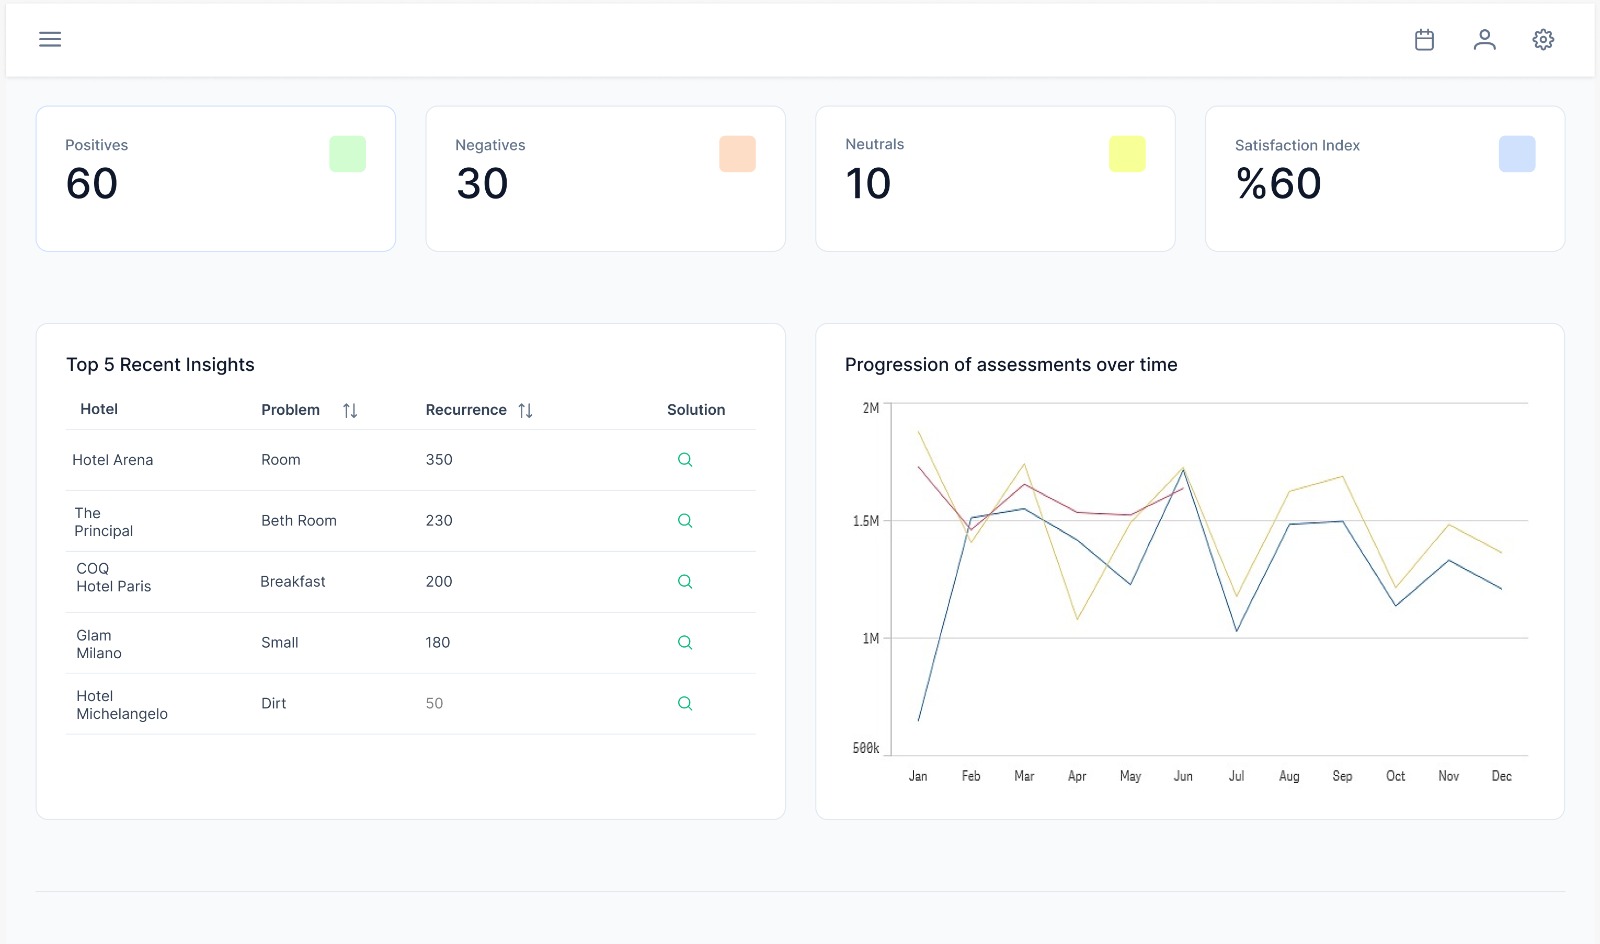 Positives
60
Negatives
30
Neutrals
10
Satisfaction Index
%60
Top 5 Recent Insights
Hotel Problem Recurrence Solution
Hotel Arena Room 350
The
Principal Beth Room 230
COQ
Hotel Paris Breakfast 200
Glam
Milano Small 180
Hotel
Michelangelo Dirt 50
Progression of assessments over time
2M
1.5M
1M
500k
Jan Feb Mar Apr May Jun Jul Aug Sep Oct Nov Dec